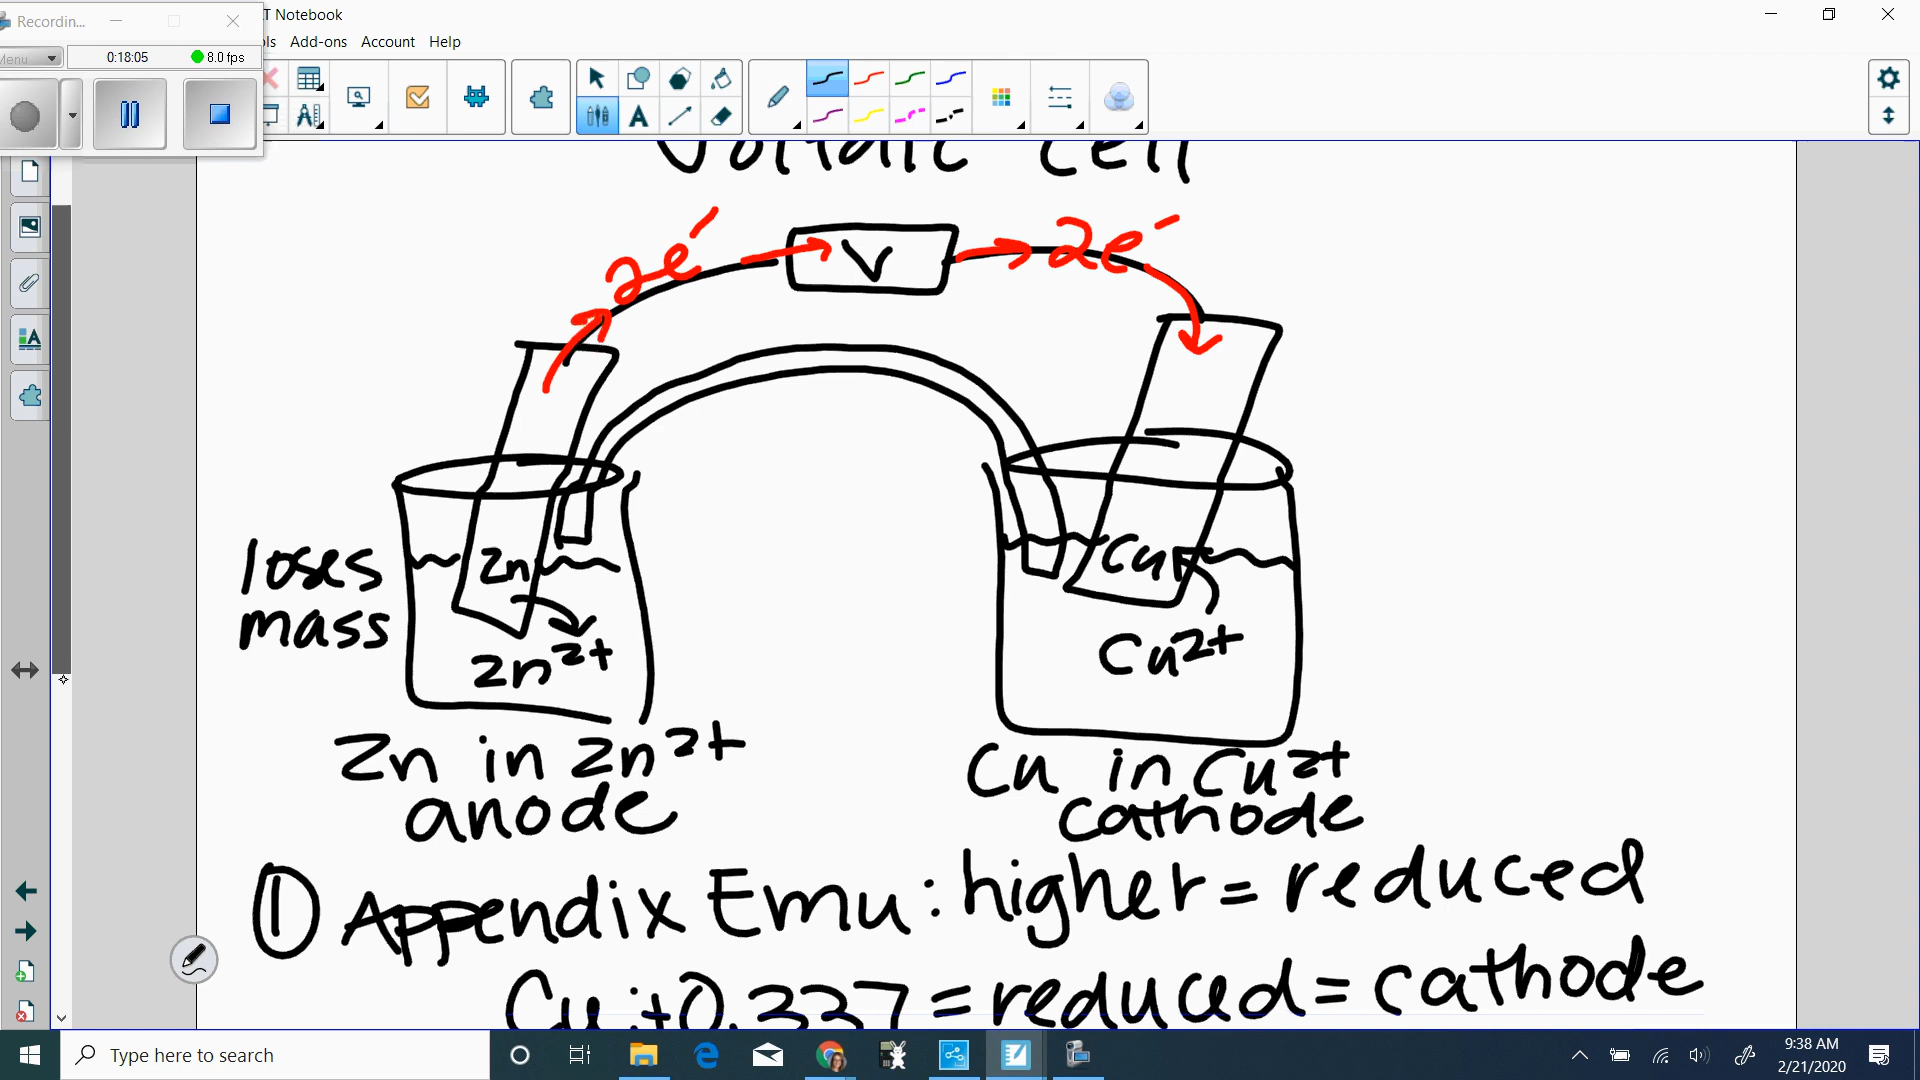 Recordin...
T Notebook
ols Add-ons Account Help
Menu
0:18:05 8.0 fps
A
Voltaic Cell
2e-
V
2e-
loses
mass
Zn
Zn2+
Cu
Cu2+
Zn in Zn2+
anode
Cu in Cu2+
cathode
① Appendix Emu: higher = reduced
Cu:+0.337 = reduced = cathode
Type here to search
9:38 AM
2/21/2020